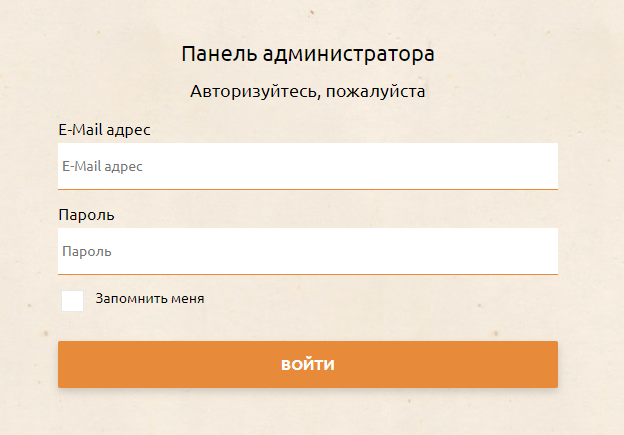 Панель администратора
Авторизуйтесь, пожалуйста
E-Mail адрес
E-Mail адрес
Пароль
Пароль
Запомнить меня
ВОЙТИ